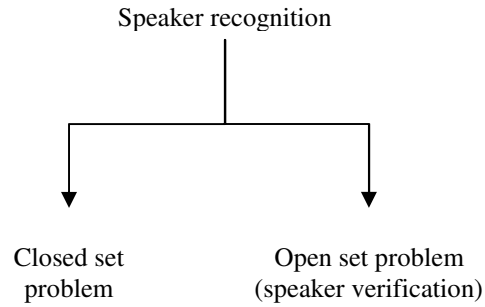 Speaker recognition
Closed set
problem
Open set problem
(speaker verification)